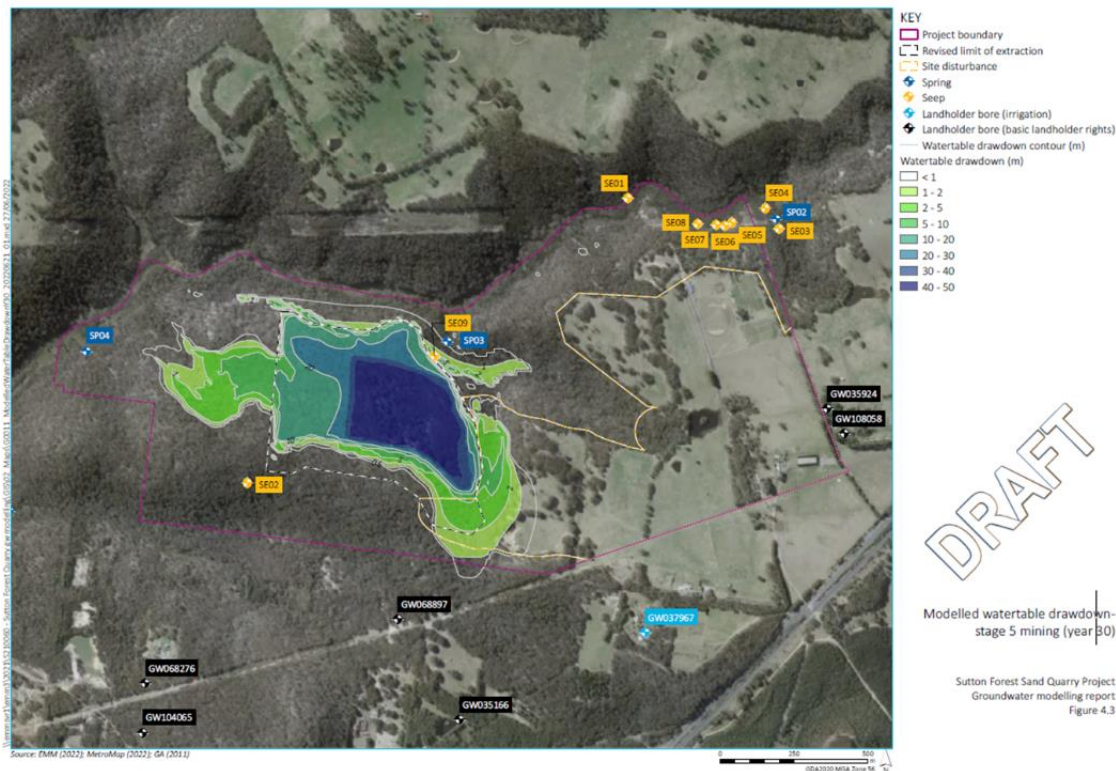 KEY
Project boundary
Revised limit of extraction
Site disturbance
Spring
Seep
Landholder bore (irrigation)
Landholder bore (basic landholder rights)
Watertable drawdown contour (m)
Watertable drawdown (m)
< 1
1 - 2
2 - 5
5 - 10
10 - 20
20 - 30
30 - 40
40 - 50
SE01
SE04
SP02
SE08
SE07
SE06
SE05
SE03
SP04
SE09
SP03
GW035924
GW108058
SE02
GW068897
GW037967
GW068276
GW035166
GW104065
DRAFT
Modelled watertable drawdown-
stage 5 mining (year 30)
Sutton Forest Sand Quarry Project
Groundwater modelling report
Figure 4.3
Source: EMM (2022); MetroMap (2022); GA (2011)
0 250 500
m
GDA2020 MGA Zone 56
N